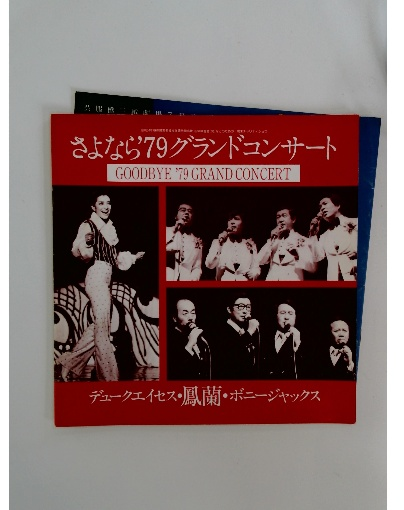 さよなら'79グランドコンサート
GOODBYE '79 GRAND CONCERT
デュークエイセス・鳳蘭・ボニージャックス